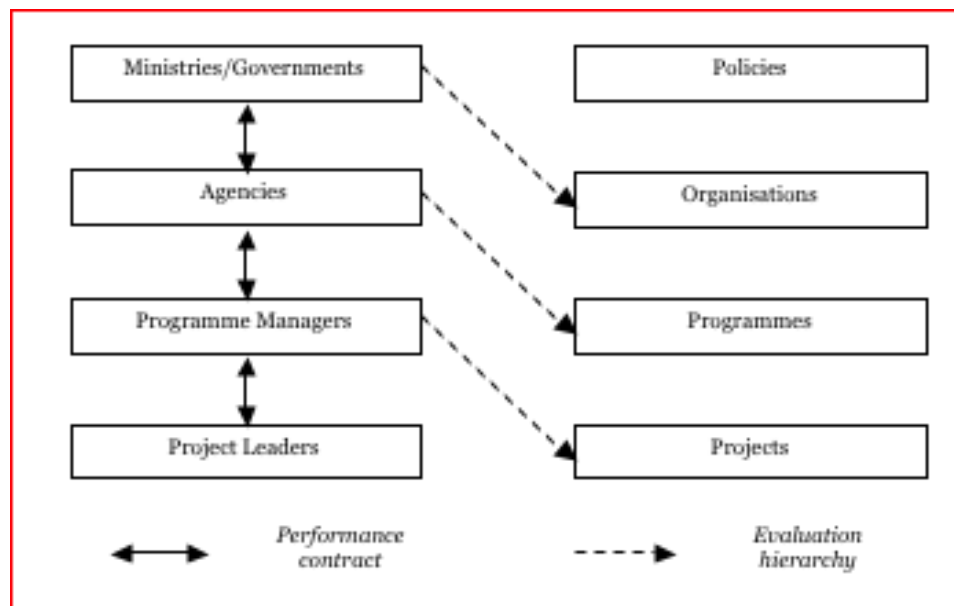 Ministries/Governments
Policies
Agencies
Organisations
Programme Managers
Programmes
Project Leaders
Projects
Performance
contract
Evaluation
hierarchy